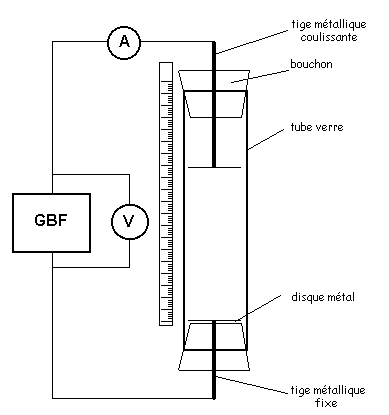 tige métallique
coulissante
A
bouchon
tube verre
GBF
V
disque métal
tige métallique
fixe